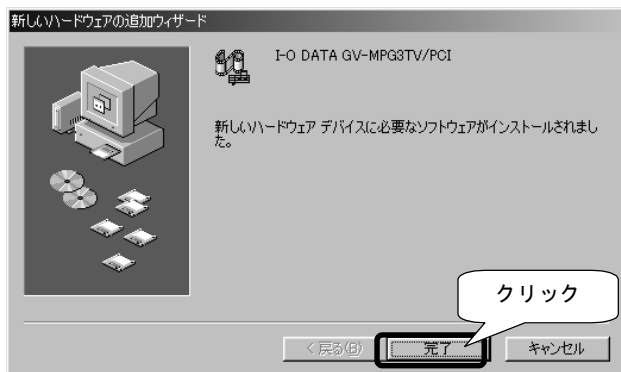 新しいハードウェアの追加ウィザード
I-O DATA GV-MPG3TV/PCI
新しいハードウェア デバイスに必要なソフトウェアがインストールされまし
た。
クリック
< 戻る(B)
完了
キャンセル